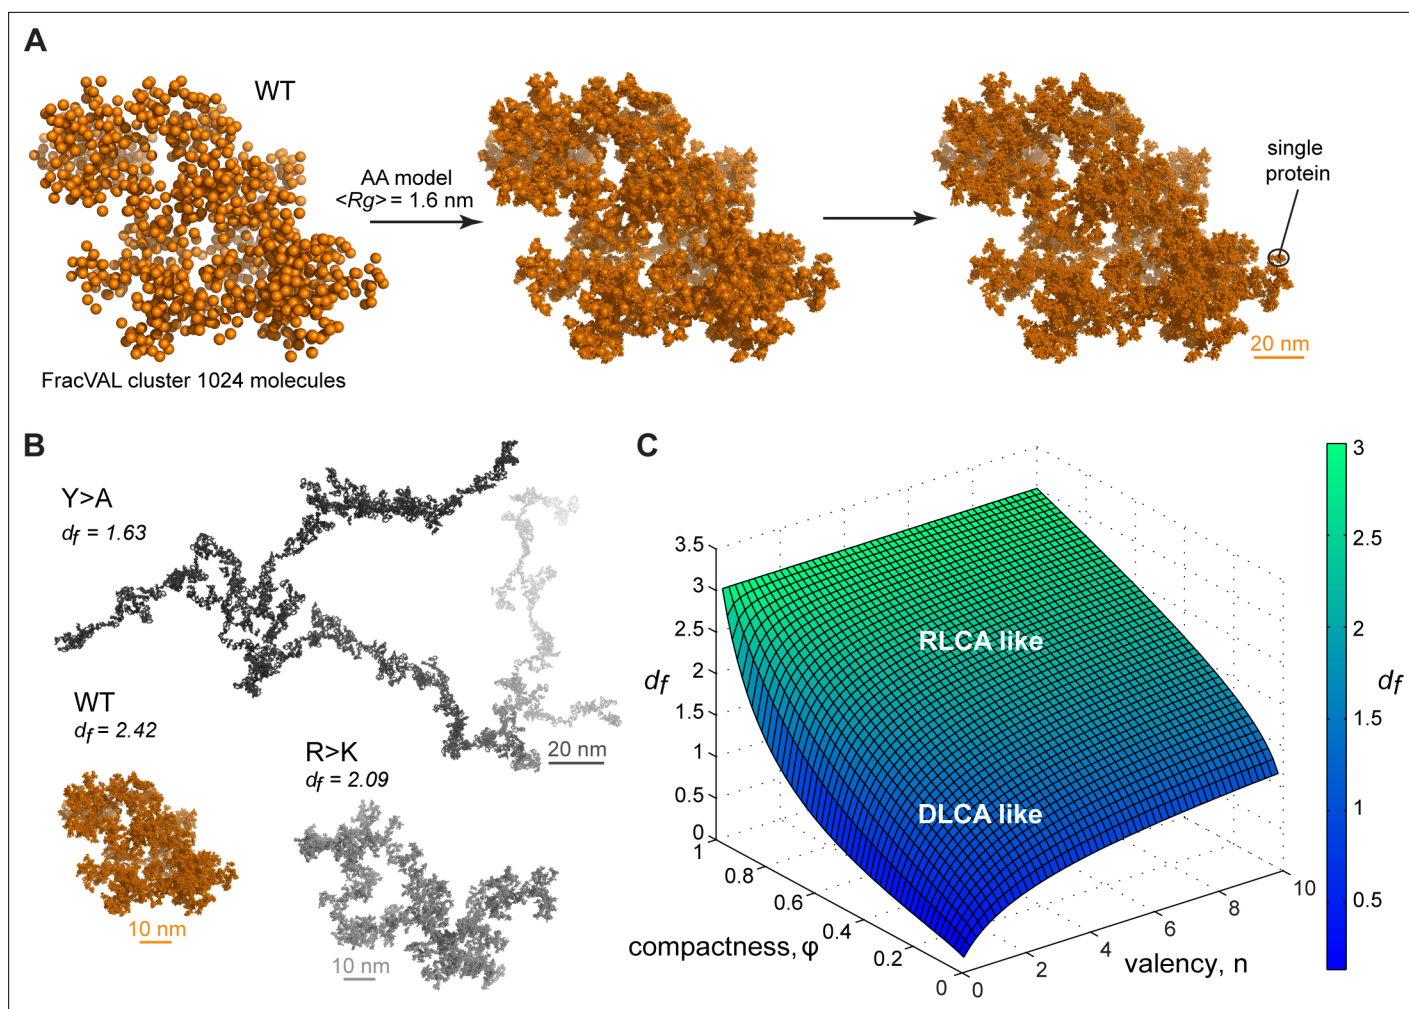 A
WT
AA model
<Rg> = 1.6 nm
single
protein
20 nm
FracVAL cluster 1024 molecules
B
Y>A
df = 1.63
WT
df = 2.42
10 nm
R>K
df = 2.09
10 nm
20 nm
C
3.5
3
2.5
2
1.5
1
0.5
0
df
1
0.8
0.6
0.4
0.2
0
compactness, φ
0
2
4
6
8
10
valency, n
RLCA like
DLCA like
3
2.5
2
1.5
1
0.5
df